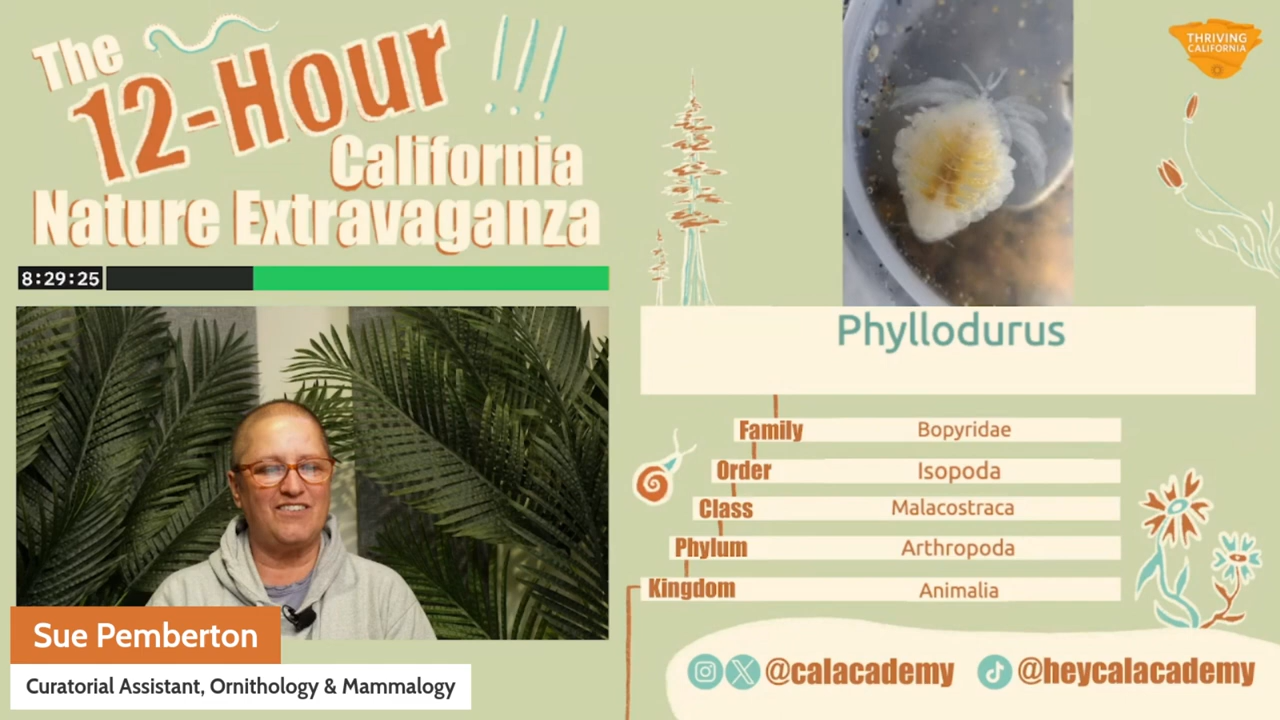 The
12-Hour !!!
California
Nature Extravaganza
8:29:25
Sue Pemberton
Curatorial Assistant, Ornithology & Mammalogy
THRIVING
CALIFORNIA
Phyllodurus
Family Bopyridae
Order Isopoda
Class Malacostraca
Phylum Arthropoda
Kingdom Animalia
@calacademy @heycalacademy